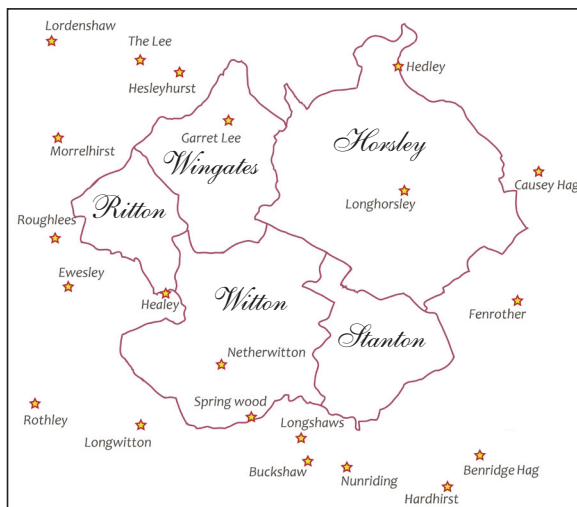 Lordenshaw
The Lee
Hesleyhurst
Hedley
Garret Lee
Morrelhirst
Wingates
Horsley
Causey Hag
Longhorsley
Ritton
Roughlees
Ewesley
Healey
Witton
Fenrother
Stanton
Netherwitton
Rothley
Spring wood
Longwitton
Longshaws
Buckshaw
Nunriding
Benridge Hag
Hardhirst